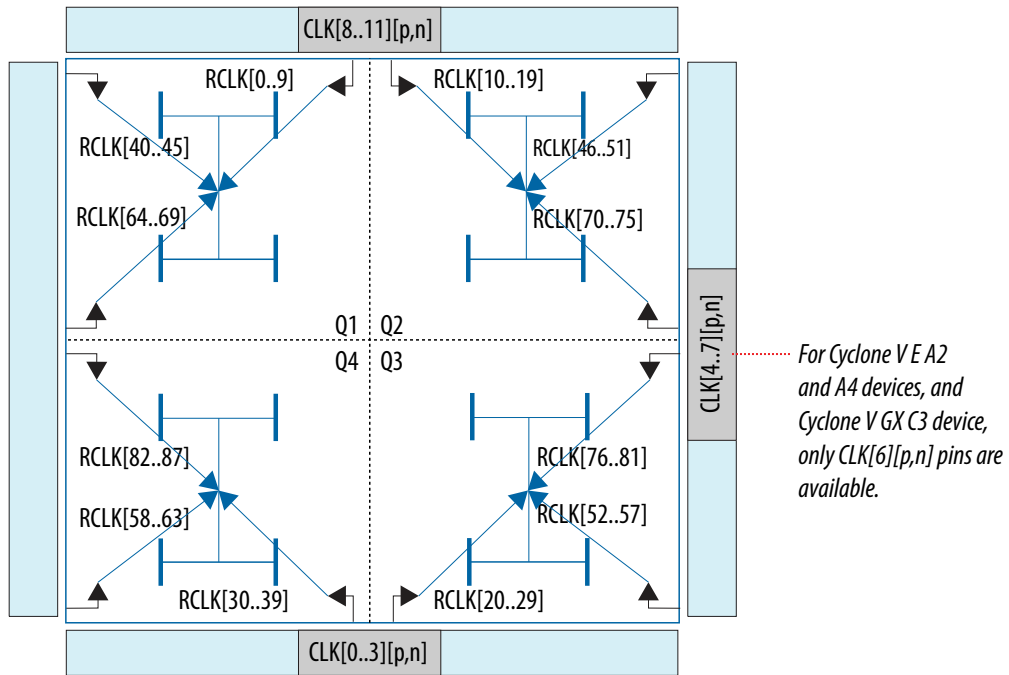 CLK[8..11][p,n]
RCLK[0..9]
RCLK[10..19]
RCLK[40..45]
RCLK[46..51]
RCLK[64..69]
RCLK[70..75]
Q1
Q2
Q4
Q3
CLK[4..7][p,n]
For Cyclone V E A2
and A4 devices, and
Cyclone V GX C3 device,
only CLK[6][p,n] pins are
available.
RCLK[82..87]
RCLK[76..81]
RCLK[58..63]
RCLK[52..57]
RCLK[30..39]
RCLK[20..29]
CLK[0..3][p,n]